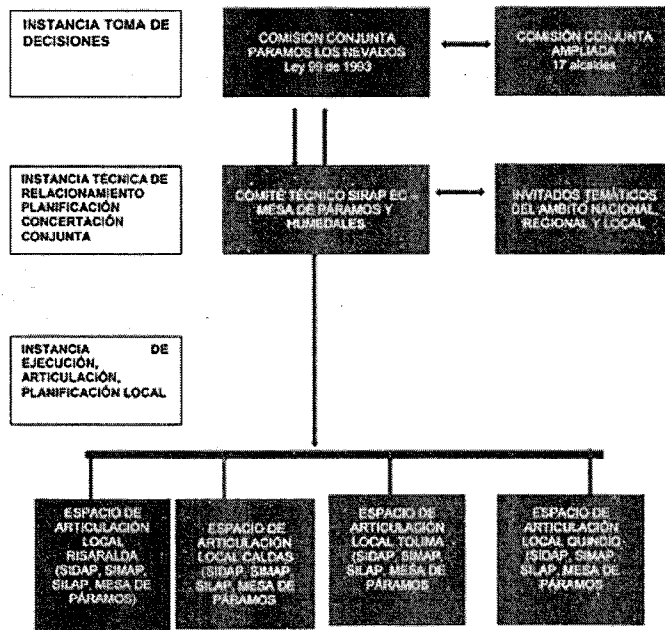 INSTANCIA TOMA DE
DECISIONES
COMISIÓN CONJUNTA
PÁRAMOS LOS NEVADOS
Ley 99 de 1993
COMISIÓN CONJUNTA
AMPLIADA
17 alcaldes
INSTANCIA TÉCNICA DE
RELACIONAMIENTO
PLANIFICACIÓN
CONCERTACIÓN
CONJUNTA
COMITÉ TÉCNICO SIRAP EC –
MESA DE PÁRAMOS Y
HUMEDALES
INVITADOS TEMÁTICOS
DEL ÁMBITO NACIONAL,
REGIONAL Y LOCAL
INSTANCIA DE
EJECUCIÓN,
ARTICULACIÓN,
PLANIFICACIÓN LOCAL
ESPACIO DE
ARTICULACIÓN
LOCAL
RISARALDA
(SIDAP, SIMAP,
SILAP, MESA DE
PÁRAMOS)
ESPACIO DE
ARTICULACIÓN
LOCAL CALDAS
(SIDAP, SIMAP,
SILAP, MESA DE
PÁRAMOS
ESPACIO DE
ARTICULACIÓN
LOCAL TOLIMA
(SIDAP, SIMAP,
SILAP, MESA DE
PÁRAMOS
ESPACIO DE
ARTICULACIÓN
LOCAL QUINDIO
(SIDAP, SIMAP,
SILAP, MESA DE
PÁRAMOS